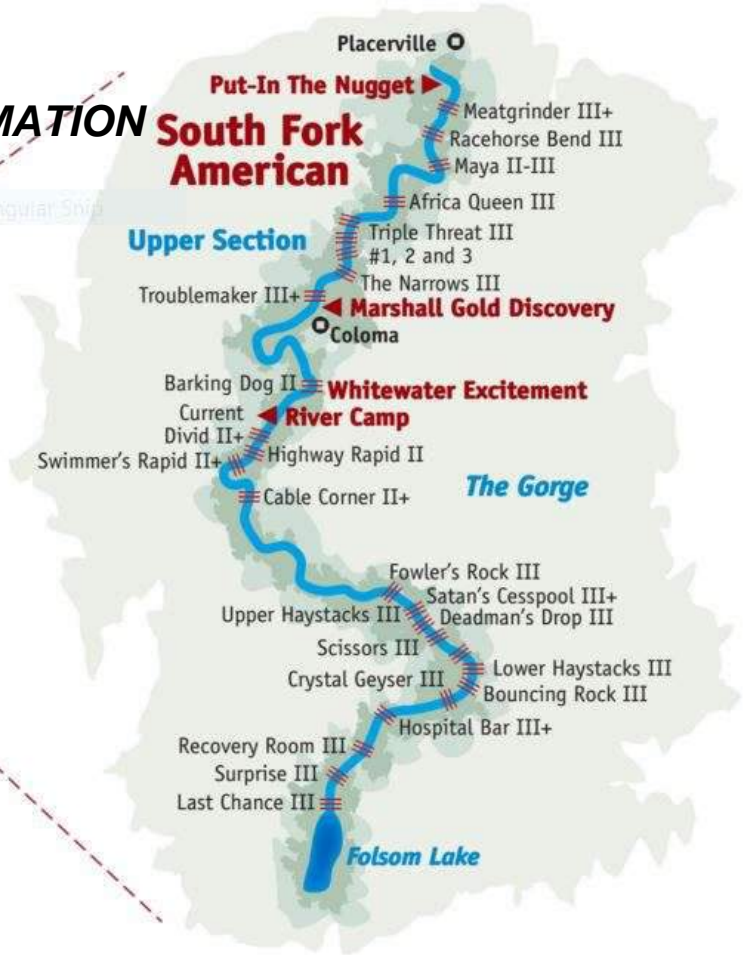 Placerville
Put-In The Nugget
MATION
South Fork
American
Meatgrinder III+
Racehorse Bend III
Maya II-III
Africa Queen III
Upper Section
Triple Threat III
#1, 2 and 3
The Narrows III
Troublemaker III+
Marshall Gold Discovery
Coloma
Barking Dog II
Whitewater Excitement
River Camp
Current
Divid II+
Highway Rapid II
Swimmer's Rapid II+
Cable Corner II+
The Gorge
Fowler's Rock III
Satan's Cesspool III+
Upper Haystacks III
Deadman's Drop III
Scissors III
Lower Haystacks III
Crystal Geyser III
Bouncing Rock III
Hospital Bar III+
Recovery Room III
Surprise III
Last Chance III
Folsom Lake